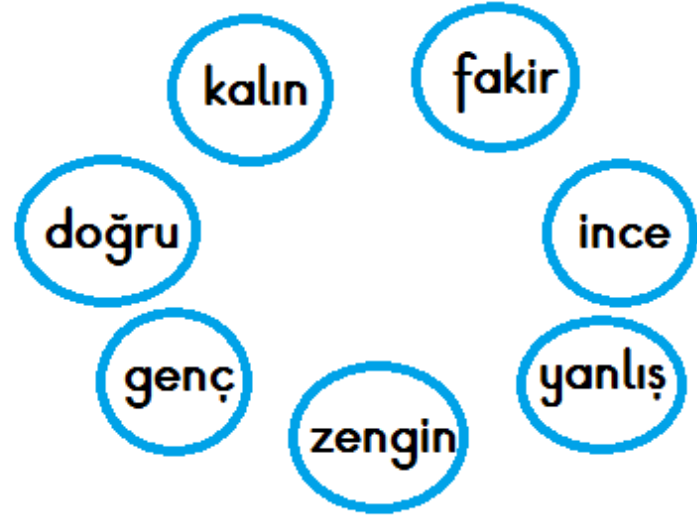 kalın
fakir
doğru
ince
genç
yanlış
zengin